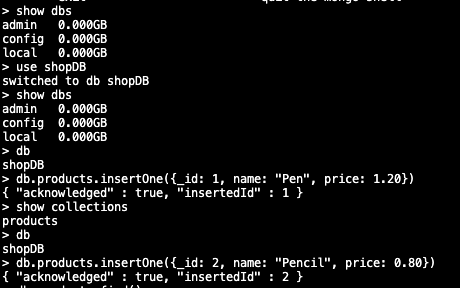 quit the mongo shell
> show dbs
admin   0.000GB
config  0.000GB
local   0.000GB
> use shopDB
switched to db shopDB
> show dbs
admin   0.000GB
config  0.000GB
local   0.000GB
> db
shopDB
> db.products.insertOne({_id: 1, name: "Pen", price: 1.20})
{ "acknowledged" : true, "insertedId" : 1 }
> show collections
products
> db
shopDB
> db.products.insertOne({_id: 2, name: "Pencil", price: 0.80})
{ "acknowledged" : true, "insertedId" : 2 }